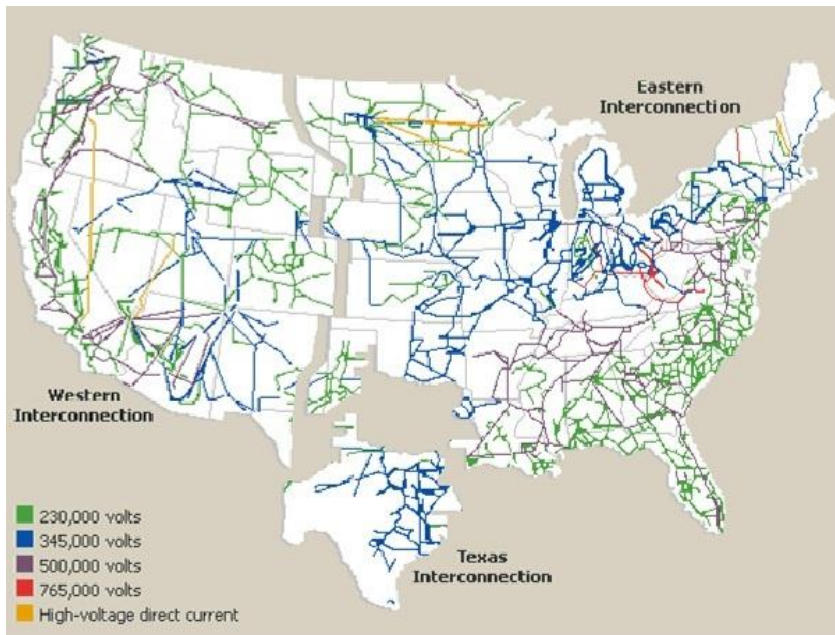 Eastern
Interconnection
Western
Interconnection
Texas
Interconnection
230,000 volts
345,000 volts
500,000 volts
765,000 volts
High-voltage direct current